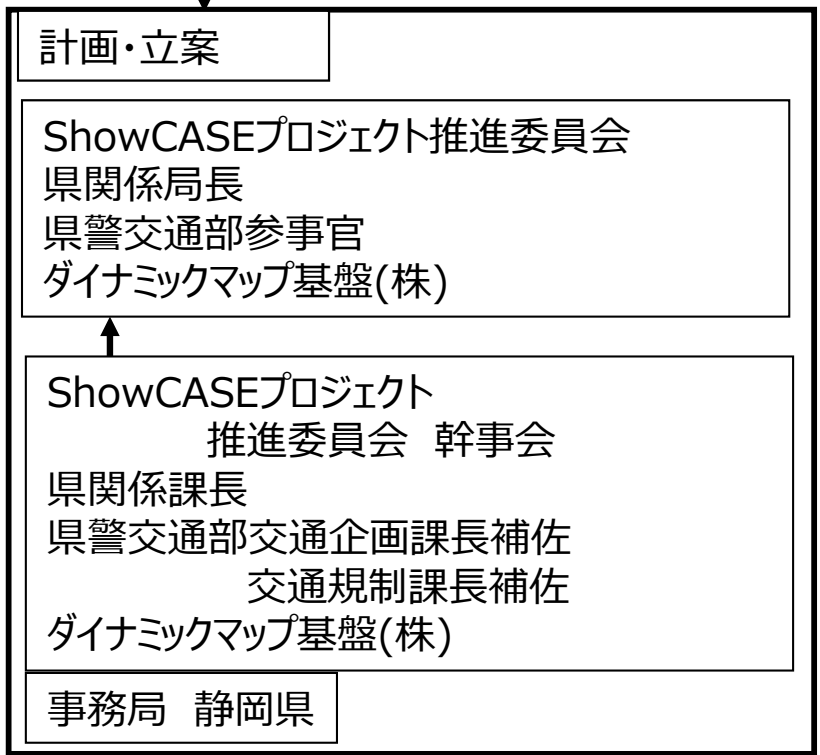 計画・立案
ShowCASEプロジェクト推進委員会
県関係局長
県警交通部参事官
ダイナミックマップ基盤(株)
ShowCASEプロジェクト
推進委員会　幹事会
県関係課長
県警交通部交通企画課長補佐
交通規制課長補佐
ダイナミックマップ基盤(株)
事務局　静岡県